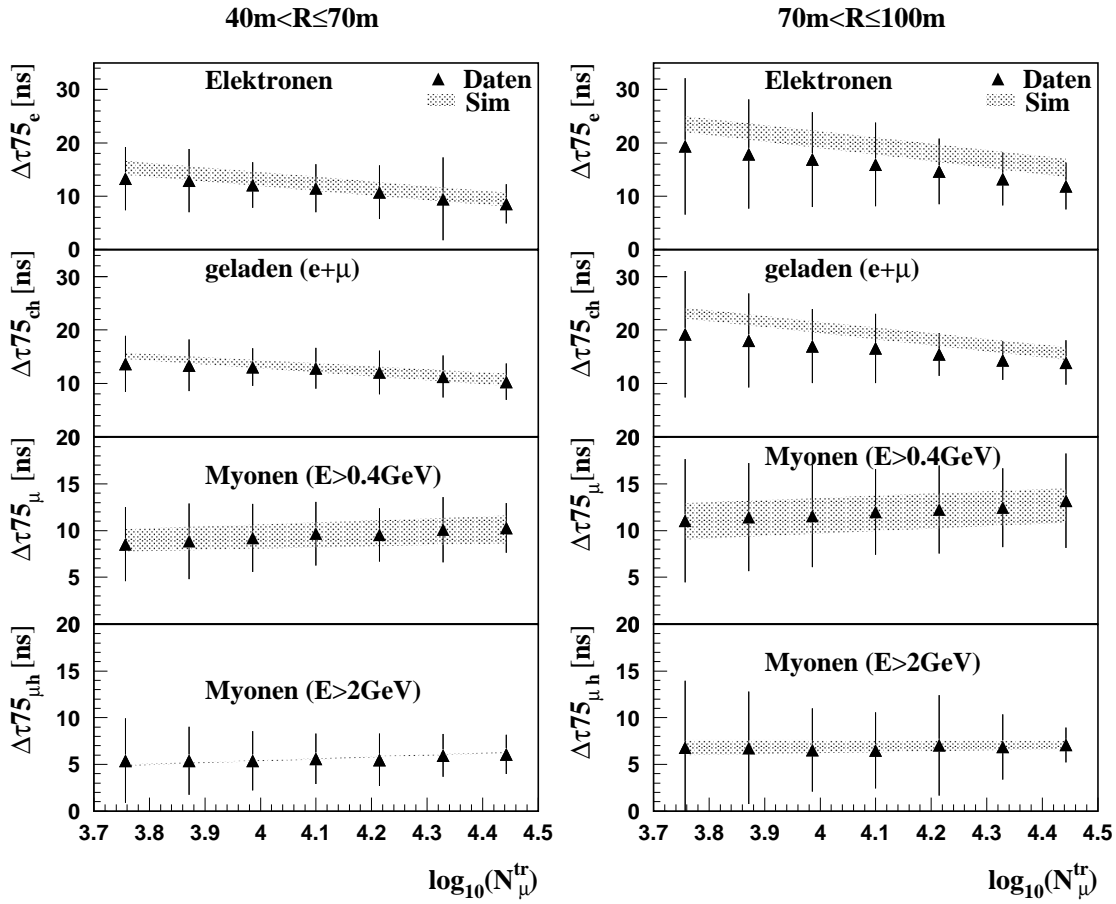 40m<R≤70m
Δτ75e [ns]
30
20
10
0
Elektronen
Daten
Sim
Δτ75ch [ns]
30
20
10
geladen (e+μ)
Δτ75μ [ns]
20
15
10
5
Myonen (E>0.4GeV)
Δτ75μh [ns]
20
15
10
5
0
Myonen (E>2GeV)
3.7 3.8 3.9 4 4.1 4.2 4.3 4.4 4.5
log10(Nμtr)
70m<R≤100m
Δτ75e [ns]
30
20
10
0
Elektronen
Daten
Sim
Δτ75ch [ns]
30
20
10
geladen (e+μ)
Δτ75μ [ns]
20
15
10
5
Myonen (E>0.4GeV)
Δτ75μ h [ns]
20
15
10
5
0
Myonen (E>2GeV)
3.7 3.8 3.9 4 4.1 4.2 4.3 4.4 4.5
log10(Nμtr)